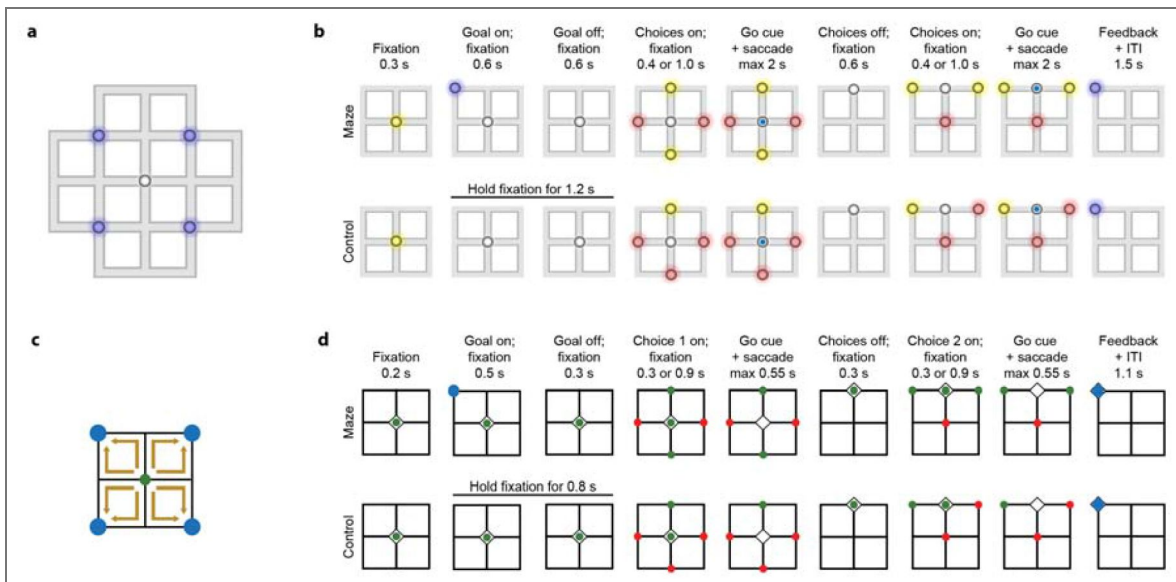 a
b
Fixation
0.3 s
Goal on;
fixation
0.6 s
Goal off;
fixation
0.6 s
Choices on;
fixation
0.4 or 1.0 s
Go cue
+ saccade
max 2 s
Choices off;
fixation
0.6 s
Choices on;
fixation
0.4 or 1.0 s
Go cue
+ saccade
max 2 s
Feedback
+ ITI
1.5 s
Maze
Hold fixation for 1.2 s
Control
c
d
Fixation
0.2 s
Goal on;
fixation
0.5 s
Goal off;
fixation
0.3 s
Choice 1 on;
fixation
0.3 or 0.9 s
Go cue
+ saccade
max 0.55 s
Choices off;
fixation
0.3 s
Choice 2 on;
fixation
0.3 or 0.9 s
Go cue
+ saccade
max 0.55 s
Feedback
+ ITI
1.1 s
Maze
Hold fixation for 0.8 s
Control